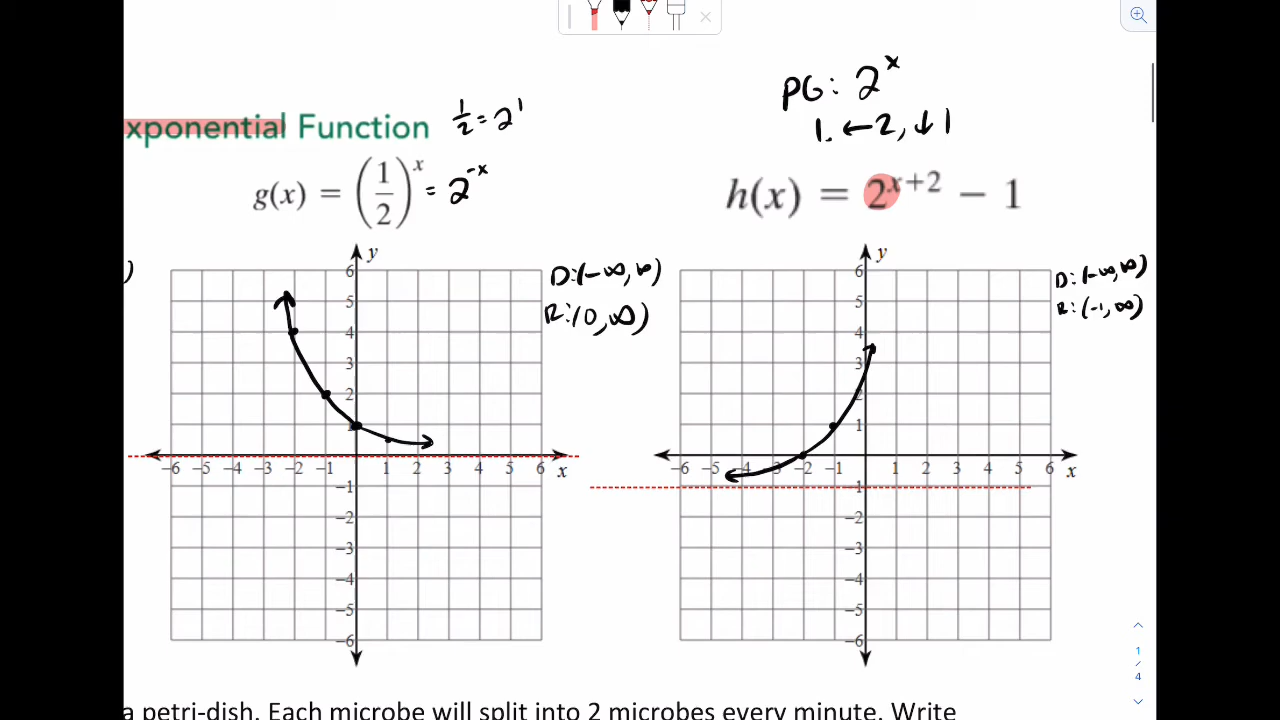 PG: 2^x
1. ←2, ↓1
xponential Function
1/2 = 2^1
g(x) = (1/2)^x = 2^-x
h(x) = 2^x+2 − 1
)
y
D: (-∞, ∞)
R: (0, ∞)
6
5
4
3
2
1
-6 -5 -4 -3 -2 -1 1 2 3 4 5 6 x
-1
-2
-3
-4
-5
-6
y
D: (-∞, ∞)
R: (-1, ∞)
6
5
4
3
2
1
-6 -5 -4 -3 -2 -1 1 2 3 4 5 6 x
-1
-2
-3
-4
-5
-6
1
/
4
a petri-dish. Each microbe will split into 2 microbes every minute. Write